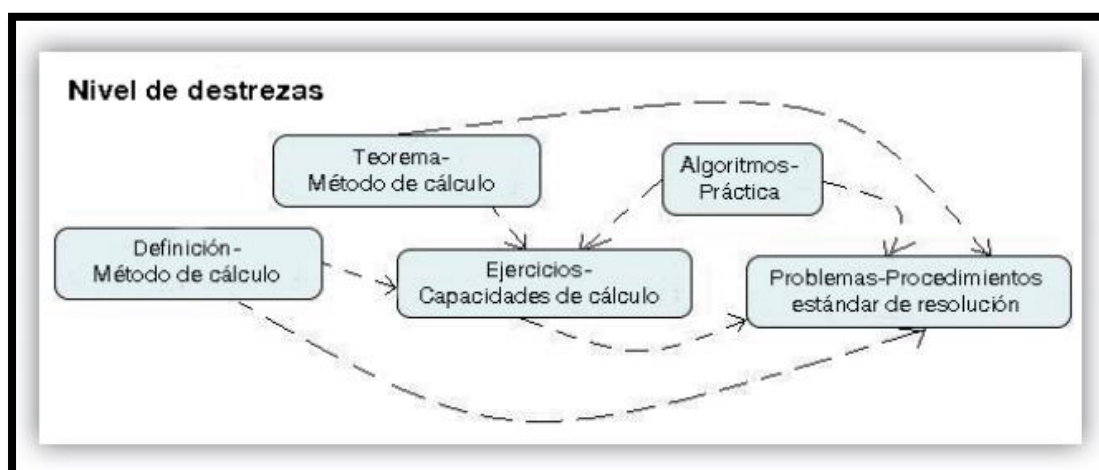 Nivel de destrezas
Teorema-
Método de cálculo
Algoritmos-
Práctica
Definición-
Método de cálculo
Ejercicios-
Capacidades de cálculo
Problemas-Procedimientos
estándar de resolución